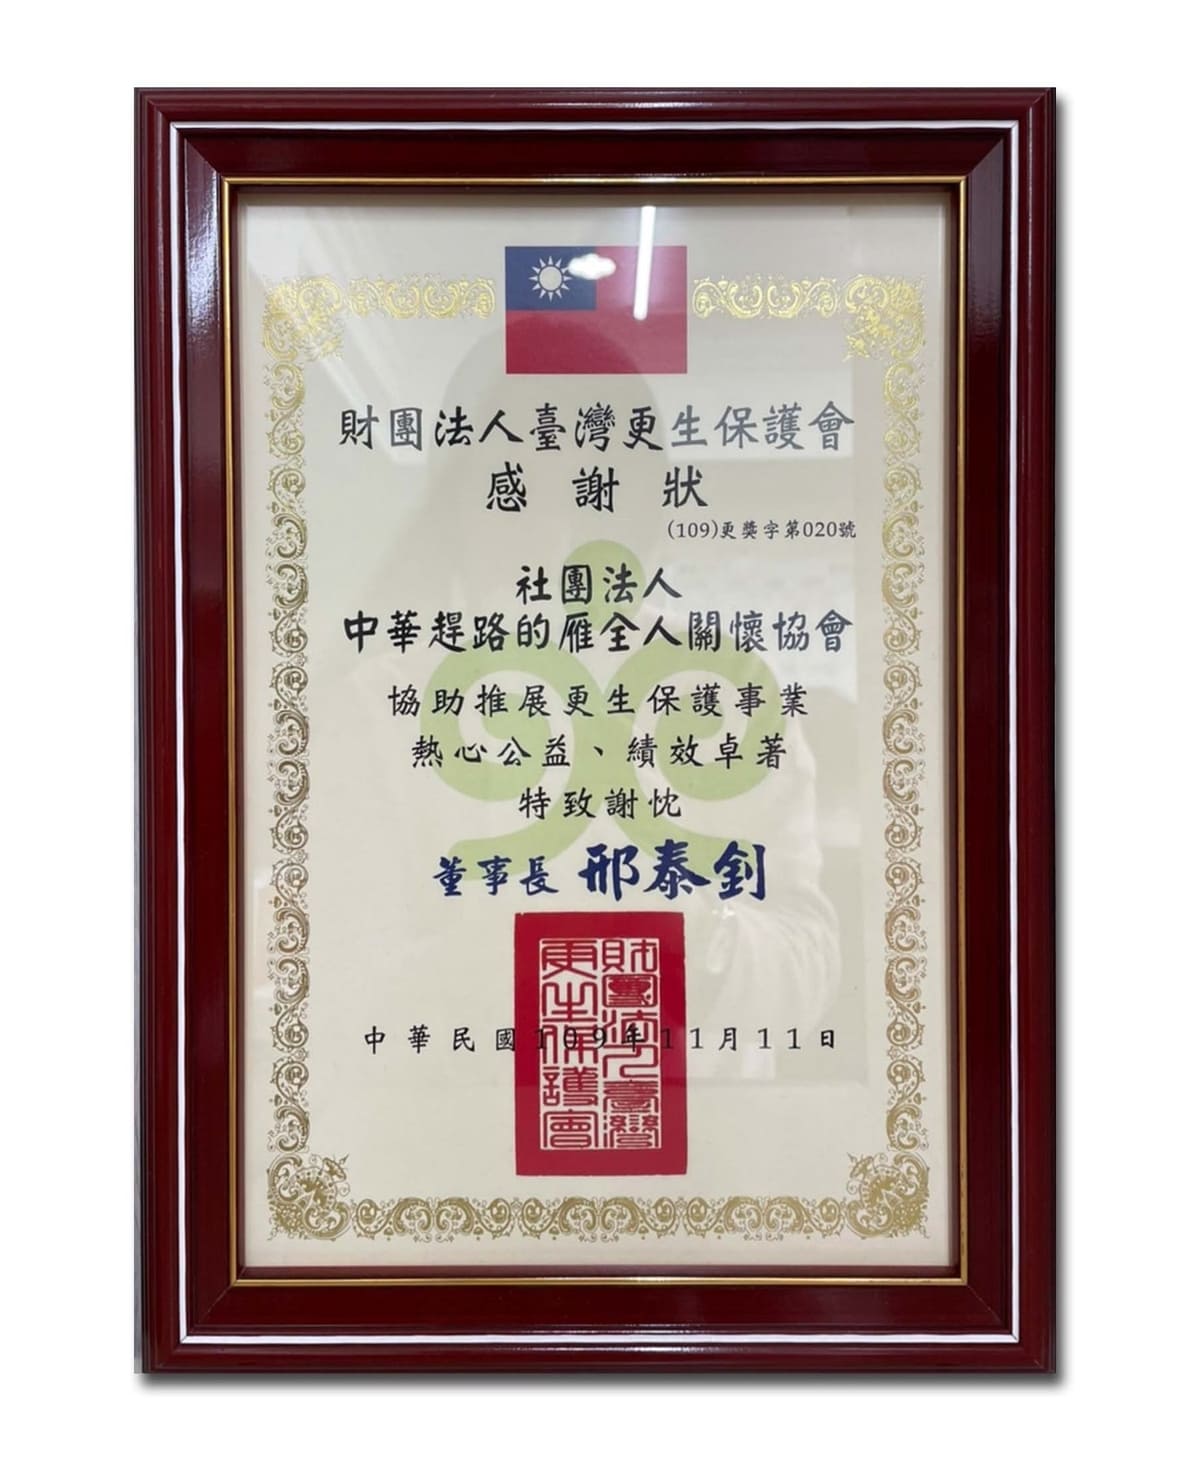 財團法人臺灣更生保護會
感謝狀
(109)更獎字第020號
社團法人
中華趕路的雁全人關懷協會
協助推展更生保護事業
熱心公益、績效卓著
特致謝忱
董事長 邢泰釗
財團法人臺灣
更生保護會
中華民國109年11月11日